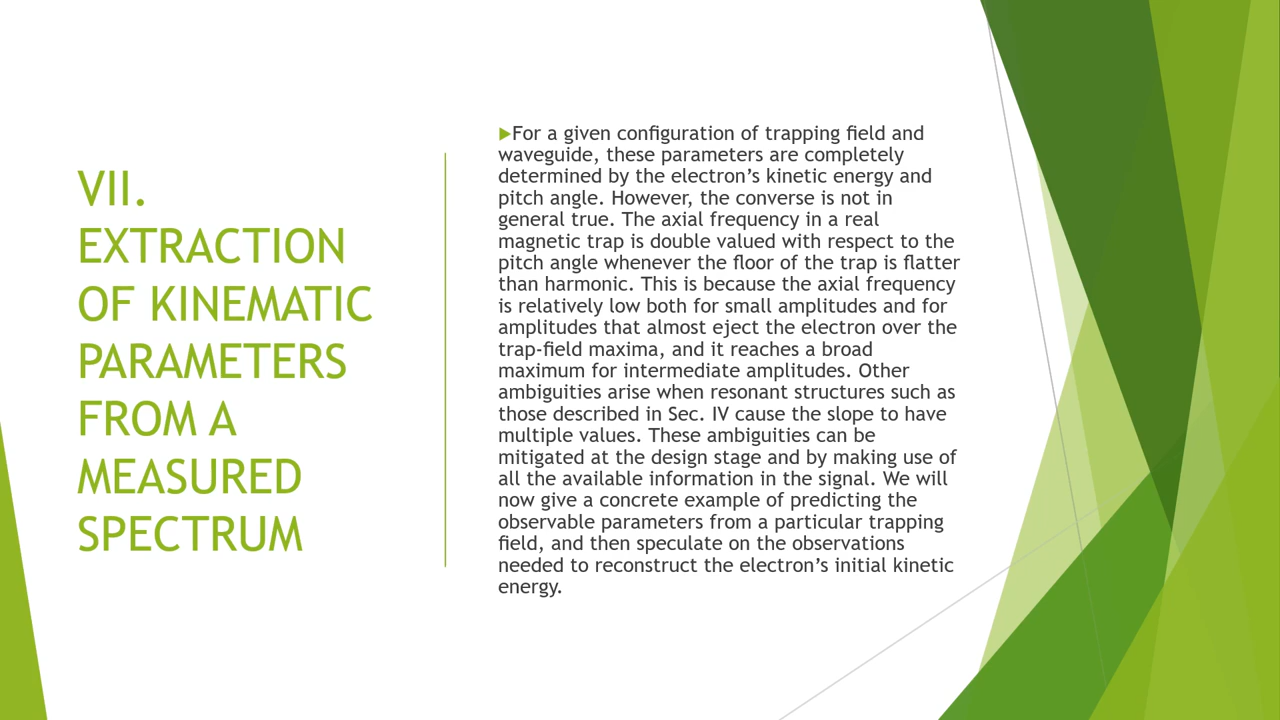 VII.
EXTRACTION
OF KINEMATIC
PARAMETERS
FROM A
MEASURED
SPECTRUM
For a given configuration of trapping field and
waveguide, these parameters are completely
determined by the electron’s kinetic energy and
pitch angle. However, the converse is not in
general true. The axial frequency in a real
magnetic trap is double valued with respect to the
pitch angle whenever the floor of the trap is flatter
than harmonic. This is because the axial frequency
is relatively low both for small amplitudes and for
amplitudes that almost eject the electron over the
trap-field maxima, and it reaches a broad
maximum for intermediate amplitudes. Other
ambiguities arise when resonant structures such as
those described in Sec. IV cause the slope to have
multiple values. These ambiguities can be
mitigated at the design stage and by making use of
all the available information in the signal. We will
now give a concrete example of predicting the
observable parameters from a particular trapping
field, and then speculate on the observations
needed to reconstruct the electron’s initial kinetic
energy.